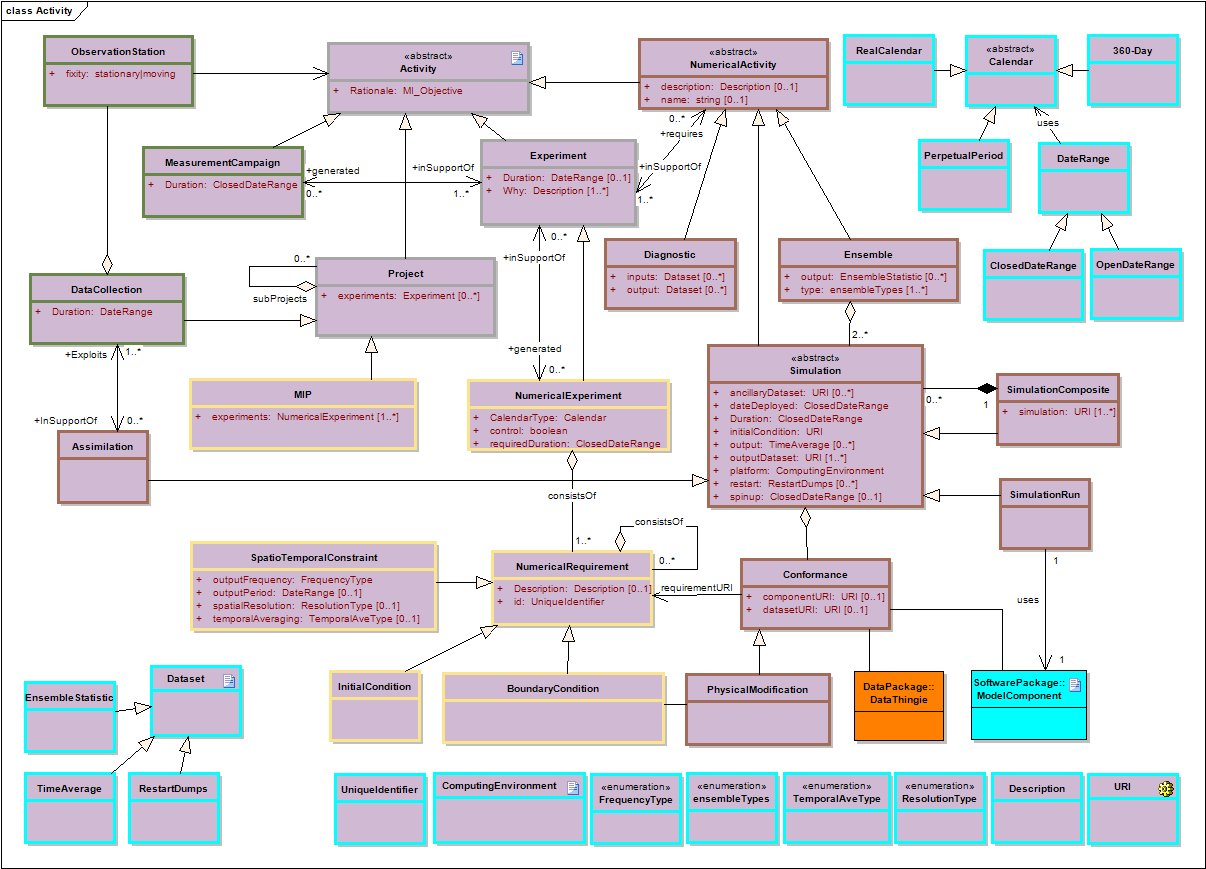 class Activity
ObservationStation
+ fixity: stationary|moving
«abstract»
Activity
+ Rationale: MI_Objective
«abstract»
NumericalActivity
+ description: Description [0..1]
+ name: string [0..1]
RealCalendar
«abstract»
Calendar
360-Day
uses
PerpetualPeriod
DateRange
ClosedDateRange
OpenDateRange
MeasurementCampaign
+ Duration: ClosedDateRange
+generated
0..*
+inSupportOf
1..*
Experiment
+ Duration: DateRange [0..1]
+ Why: Description [1..*]
0..*
+requires
+inSupportOf
1..*
Diagnostic
+ inputs: Dataset [0..*]
+ output: Dataset [0..*]
Ensemble
+ output: EnsembleStatistic [0..*]
+ type: ensembleTypes [1..*]
2..*
DataCollection
+ Duration: DateRange
0..*
subProjects
Project
+ experiments: Experiment [0..*]
0..*
+inSupportOf
+generated
0..*
+Exploits
1..*
+InSupportOf
0..*
MIP
+ experiments: NumericalExperiment [1..*]
NumericalExperiment
+ CalendarType: Calendar
+ control: boolean
+ requiredDuration: ClosedDateRange
«abstract»
Simulation
+ ancillaryDataset: URI [0..*]
+ dateDeployed: ClosedDateRange
+ Duration: ClosedDateRange
+ initialCondition: URI
+ output: TimeAverage [0..*]
+ outputDataset: URI [1..*]
+ platform: ComputingEnvironment
+ restart: RestartDumps [0..*]
+ spinup: ClosedDateRange [0..1]
0..*
1
SimulationComposite
+ simulation: URI [1..*]
Assimilation
SimulationRun
1
uses
1
consistsOf
1..*
consistsOf
0..*
SpatioTemporalConstraint
+ outputFrequency: FrequencyType
+ outputPeriod: DateRange [0..1]
+ spatialResolution: ResolutionType [0..1]
+ temporalAveraging: TemporalAveType [0..1]
NumericalRequirement
+ Description: Description [0..1]
+ id: UniqueIdentifier
requirementURI
Conformance
+ componentURI: URI [0..1]
+ datasetURI: URI [0..1]
InitialCondition
BoundaryCondition
PhysicalModification
DataPackage::
DataThingie
SoftwarePackage::
ModelComponent
EnsembleStatistic
Dataset
TimeAverage
RestartDumps
UniqueIdentifier
ComputingEnvironment
«enumeration»
FrequencyType
«enumeration»
ensembleTypes
«enumeration»
TemporalAveType
«enumeration»
ResolutionType
Description
URI